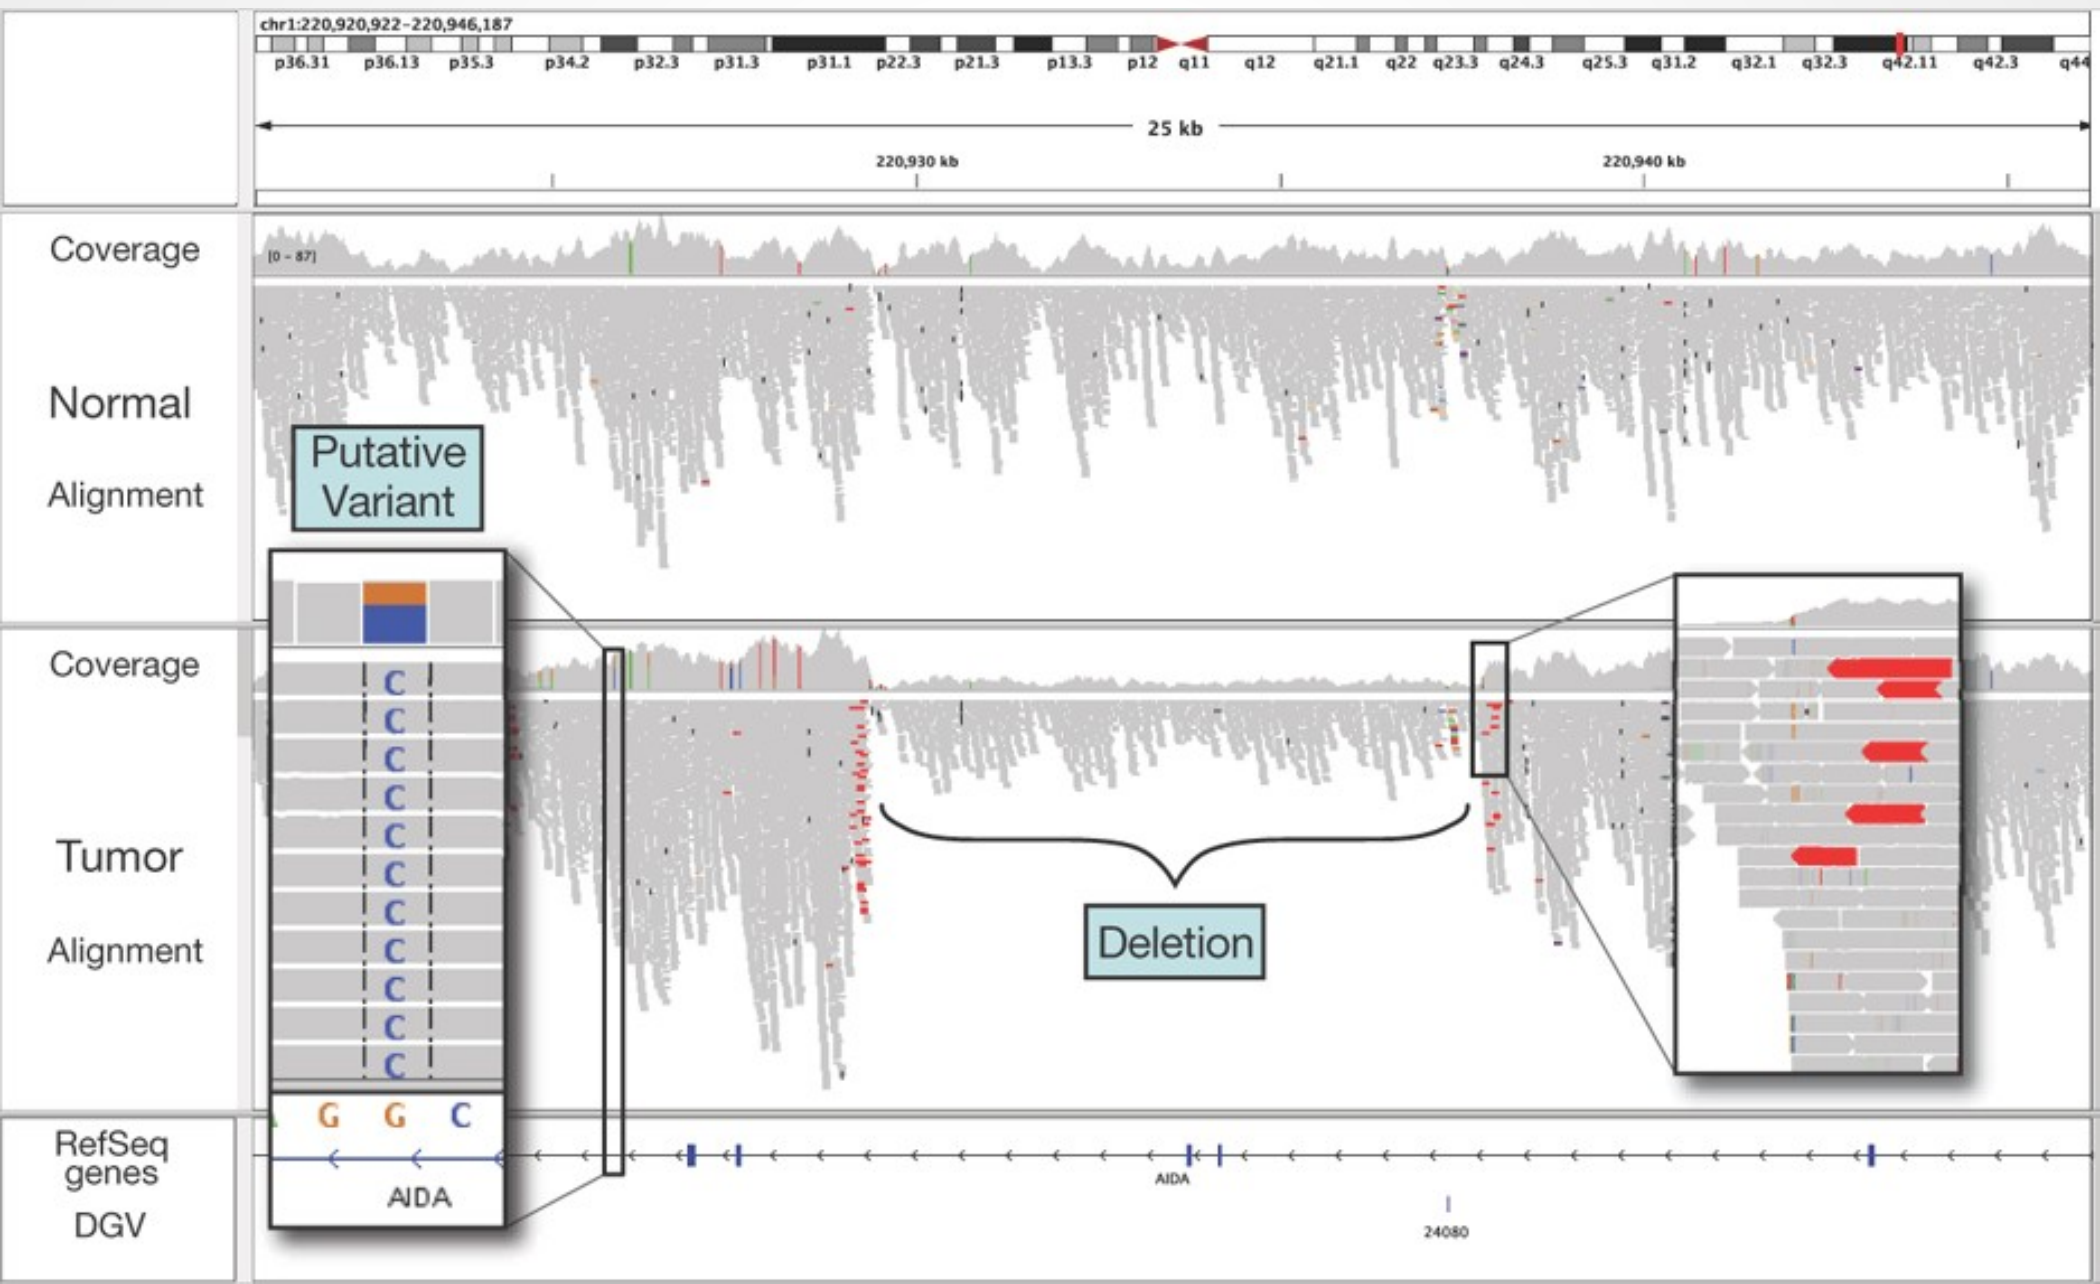 chr1:220,920,922-220,946,187
p36.31 p36.13 p35.3 p34.2 p32.3 p31.3 p31.1 p22.3 p21.3 p13.3 p12 q11 q12 q21.1 q22 q23.3 q24.3 q25.3 q31.2 q32.1 q32.3 q42.11 q42.3 q44
25 kb
220,930 kb 220,940 kb
Coverage
[0 - 87]
Normal
Alignment
Putative
Variant
Coverage
Tumor
Alignment
C
C
C
C
C
C
C
C
C
C
C
G G C
AIDA
Deletion
RefSeq
genes
AIDA
DGV
24080